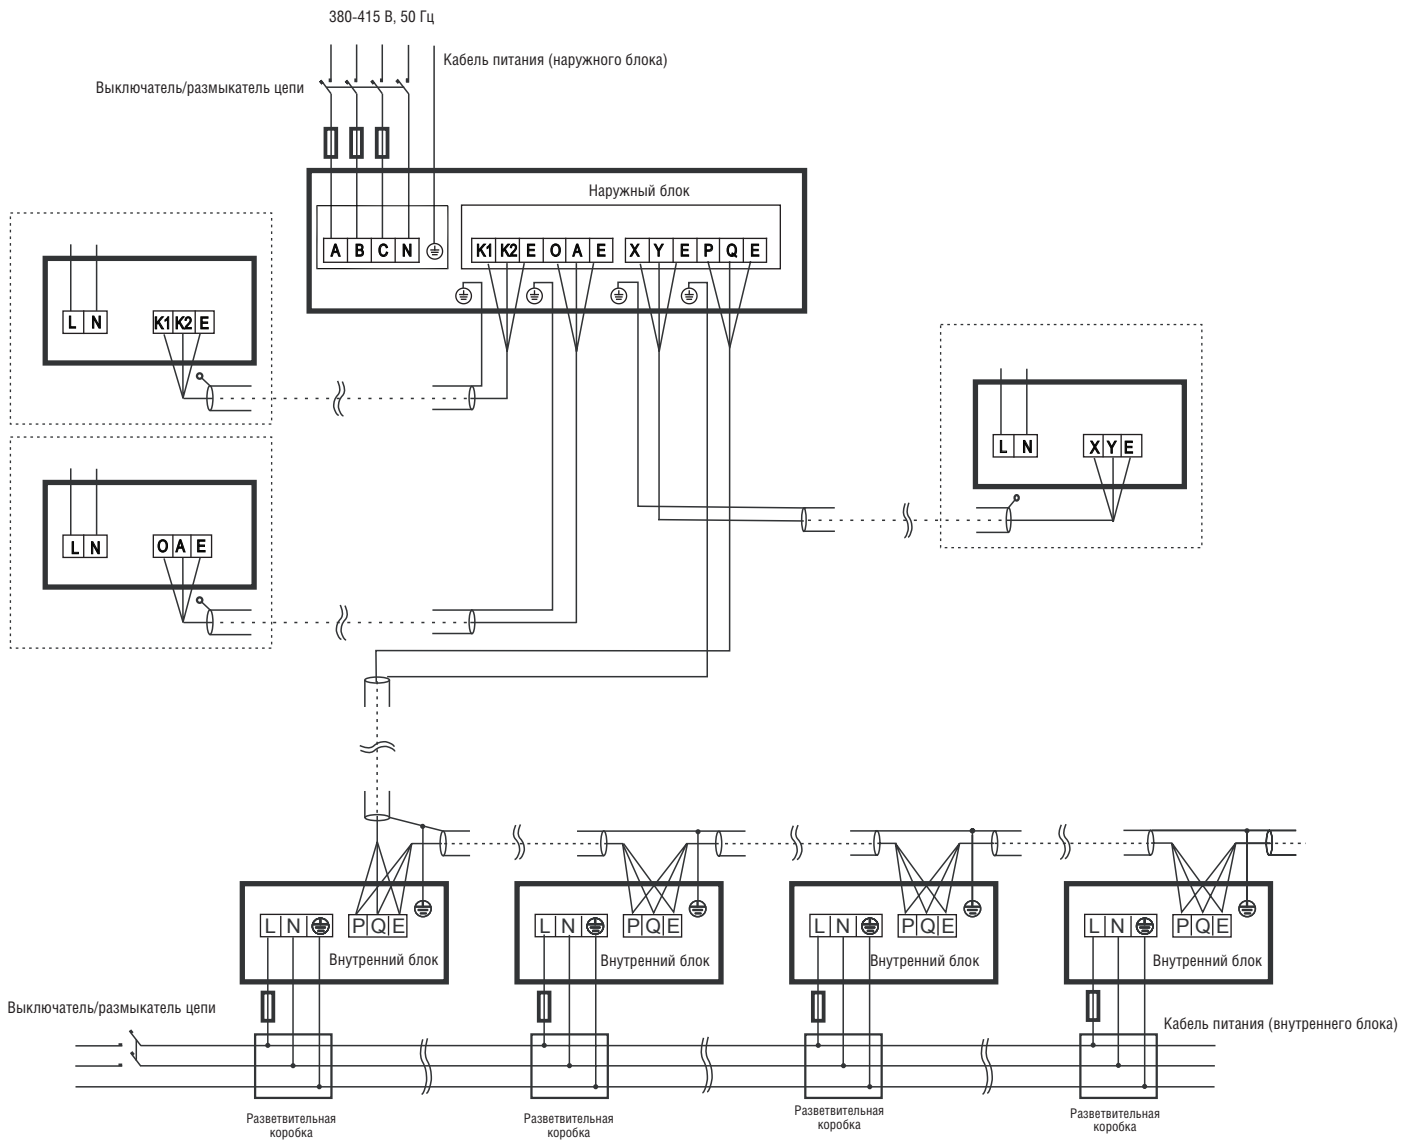 380-415 В, 50 Гц
Кабель питания (наружного блока)
Выключатель/размыкатель цепи
Наружный блок
A B C N
K1 K2 E O A E
X Y E P Q E
L N
K1 K2 E
L N
X Y E
L N
O A E
L N
P Q E
Внутренний блок
L N
P Q E
Внутренний блок
L N
P Q E
Внутренний блок
L N
P Q E
Внутренний блок
Выключатель/размыкатель цепи
Кабель питания (внутреннего блока)
Разветвительная
коробка
Разветвительная
коробка
Разветвительная
коробка
Разветвительная
коробка